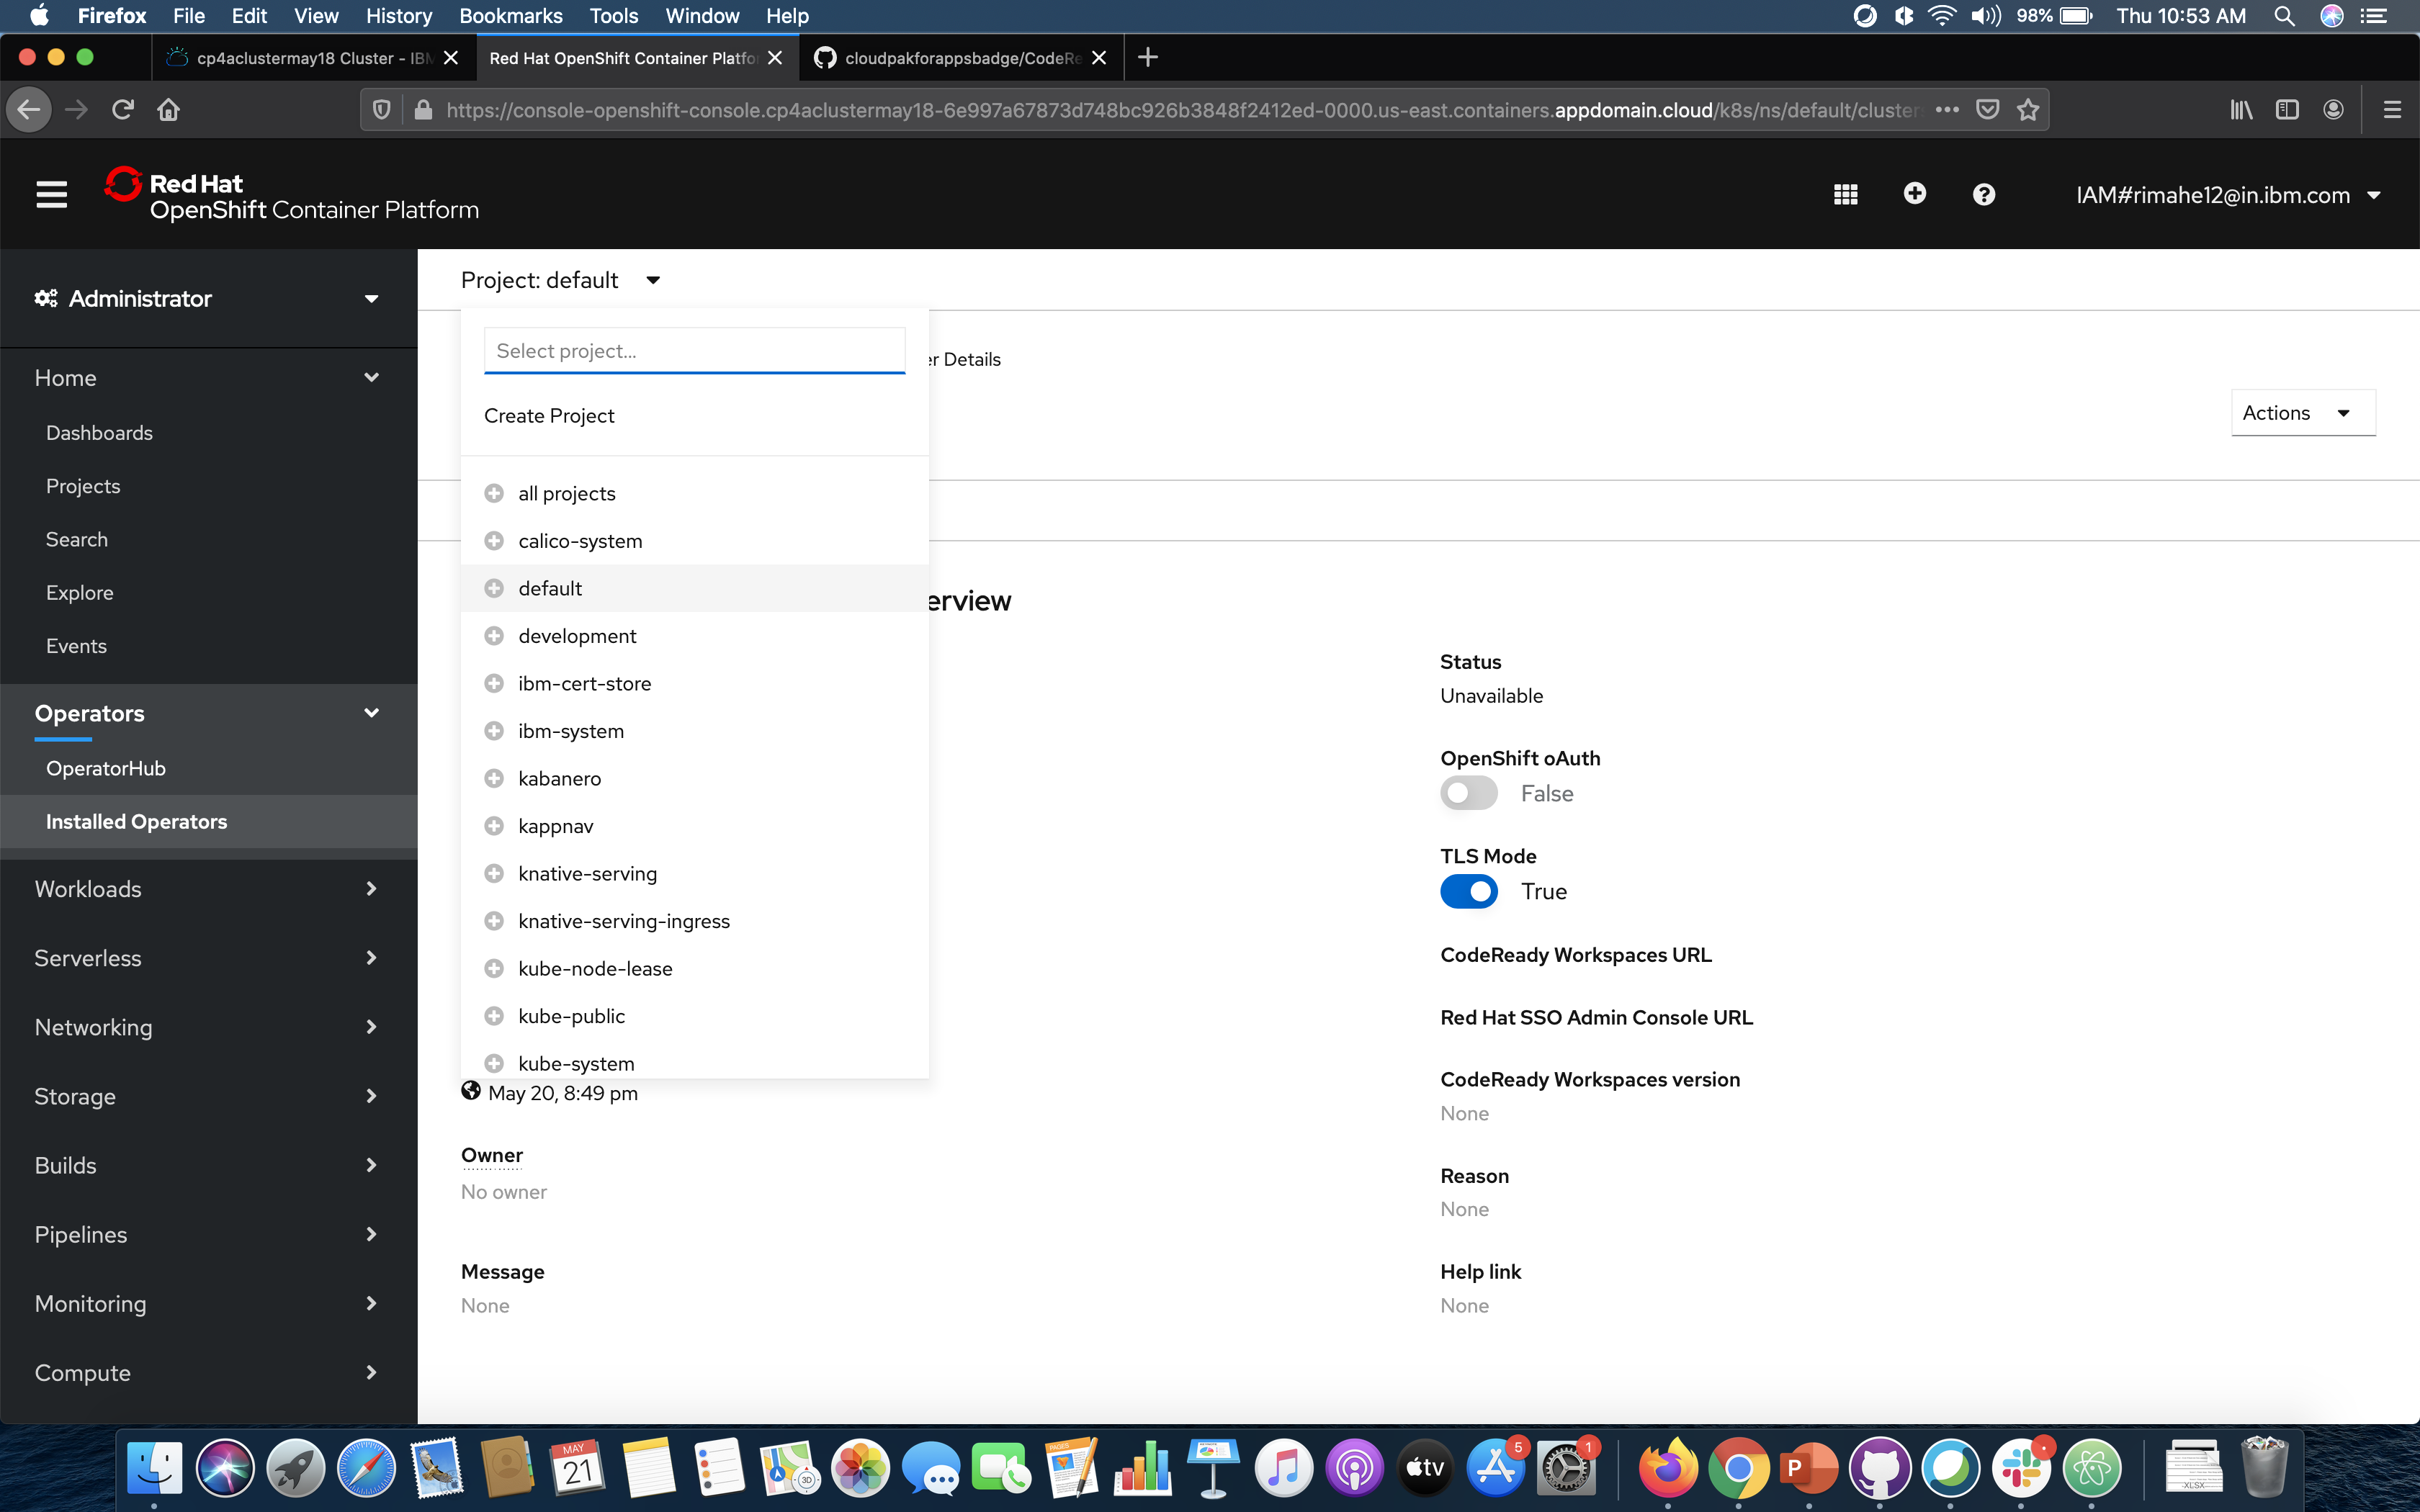 Firefox File Edit View History Bookmarks Tools Window Help 98% Thu 10:53 AM
cp4aclustermay18 Cluster - IBM Red Hat OpenShift Container Platfor cloudpakforappsbadge/CodeRe
https://console-openshift-console.cp4aclustermay18-6e997a67873d748bc926b3848f2412ed-0000.us-east.containers.appdomain.cloud/k8s/ns/default/cluster
Red Hat
OpenShift Container Platform
IAM#rimahe12@in.ibm.com
Administrator
Home
Dashboards
Projects
Search
Explore
Events
Operators
OperatorHub
Installed Operators
Workloads
Serverless
Networking
Storage
Builds
Pipelines
Monitoring
Compute
Project: default
Select project...
er Details
Create Project
Actions
all projects
calico-system
default
erview
development
ibm-cert-store
ibm-system
kabanero
kappnav
knative-serving
knative-serving-ingress
kube-node-lease
kube-public
kube-system
May 20, 8:49 pm
Owner
No owner
Message
None
Status
Unavailable
OpenShift oAuth
False
TLS Mode
True
CodeReady Workspaces URL
Red Hat SSO Admin Console URL
CodeReady Workspaces version
None
Reason
None
Help link
None
MAY
21
3D
PAGES
tv
5
1
P
.XLSX